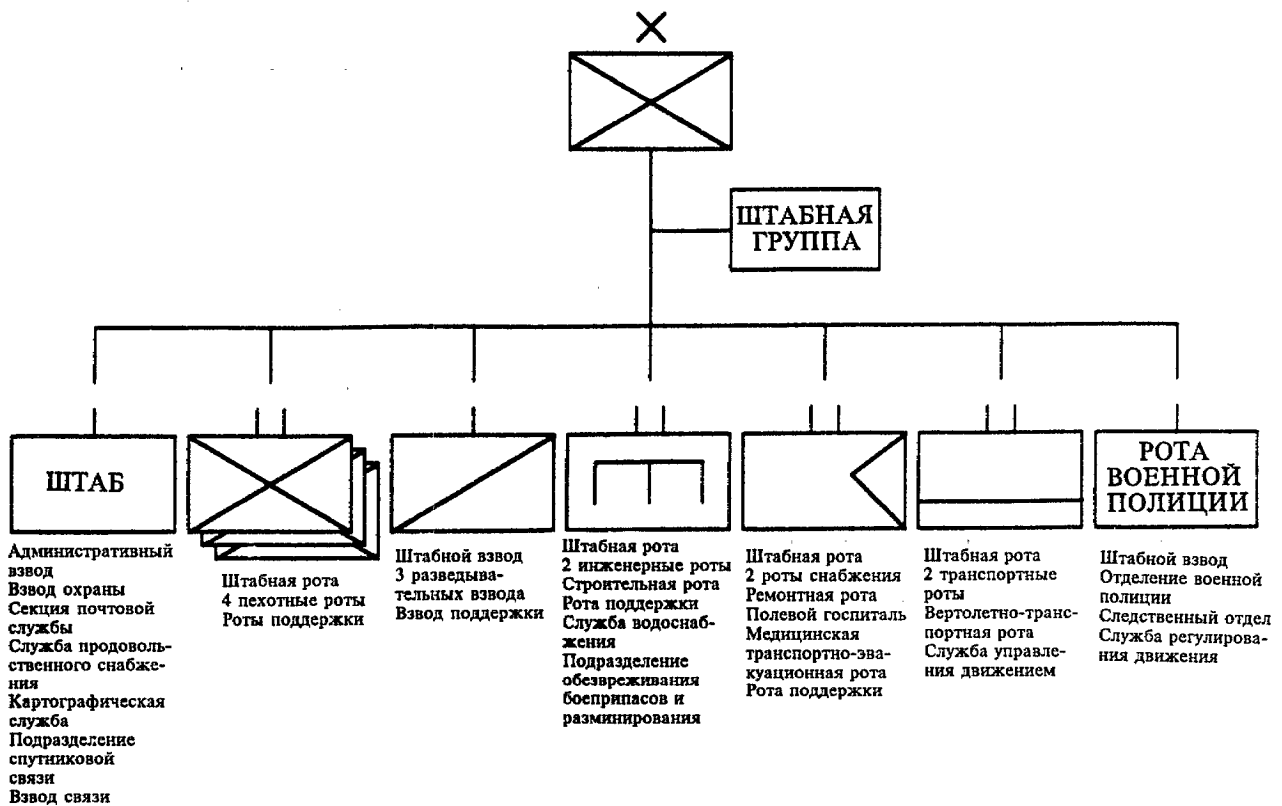 ШТАБНАЯ
ГРУППА
ШТАБ
РОТА
ВОЕННОЙ
ПОЛИЦИИ
Административный
взвод
Взвод охраны
Секция почтовой
службы
Служба продоволь-
ственного снабже-
ния
Картографическая
служба
Подразделение
спутниковой
связи
Взвод связи
Штабная рота
4 пехотные роты
Роты поддержки
Штабной взвод
3 разведыва-
тельных взвода
Взвод поддержки
Штабная рота
2 инженерные роты
Строительная рота
Рота поддержки
Служба водоснаб-
жения
Подразделение
обезвреживания
боеприпасов и
разминирования
Штабная рота
2 роты снабжения
Ремонтная рота
Полевой госпиталь
Медицинская
транспортно-эва-
куационная рота
Рота поддержки
Штабная рота
2 транспортные
роты
Вертолетно-транс-
портная рота
Служба управле-
ния движением
Штабной взвод
Отделение военной
полиции
Следственный отдел
Служба регулирова-
ния движения